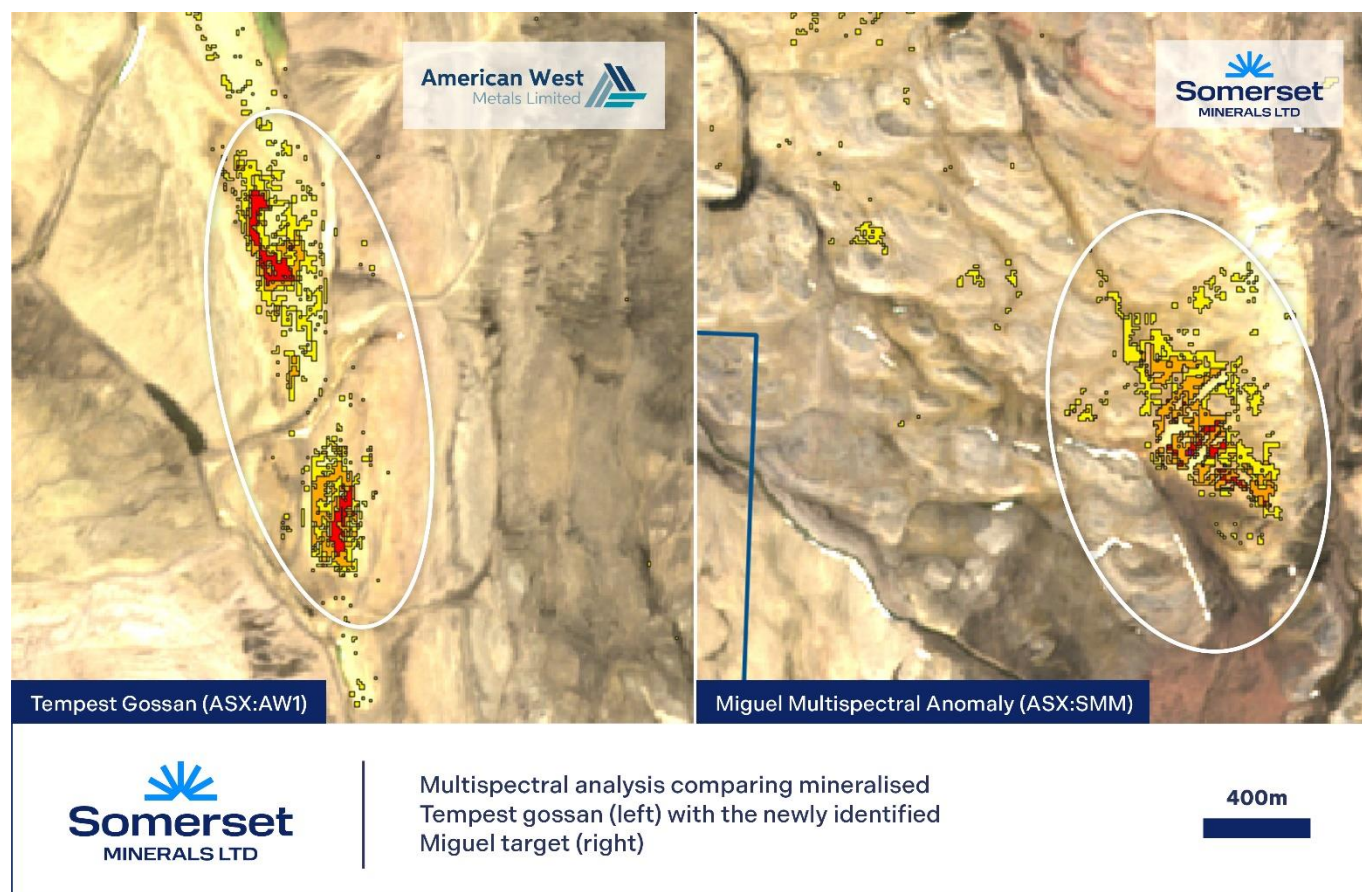 American West
Metals Limited
Somerset
MINERALS LTD
Tempest Gossan (ASX:AW1)
Miguel Multispectral Anomaly (ASX:SMM)
Somerset
MINERALS LTD
Multispectral analysis comparing mineralised
Tempest gossan (left) with the newly identified
Miguel target (right)
400m